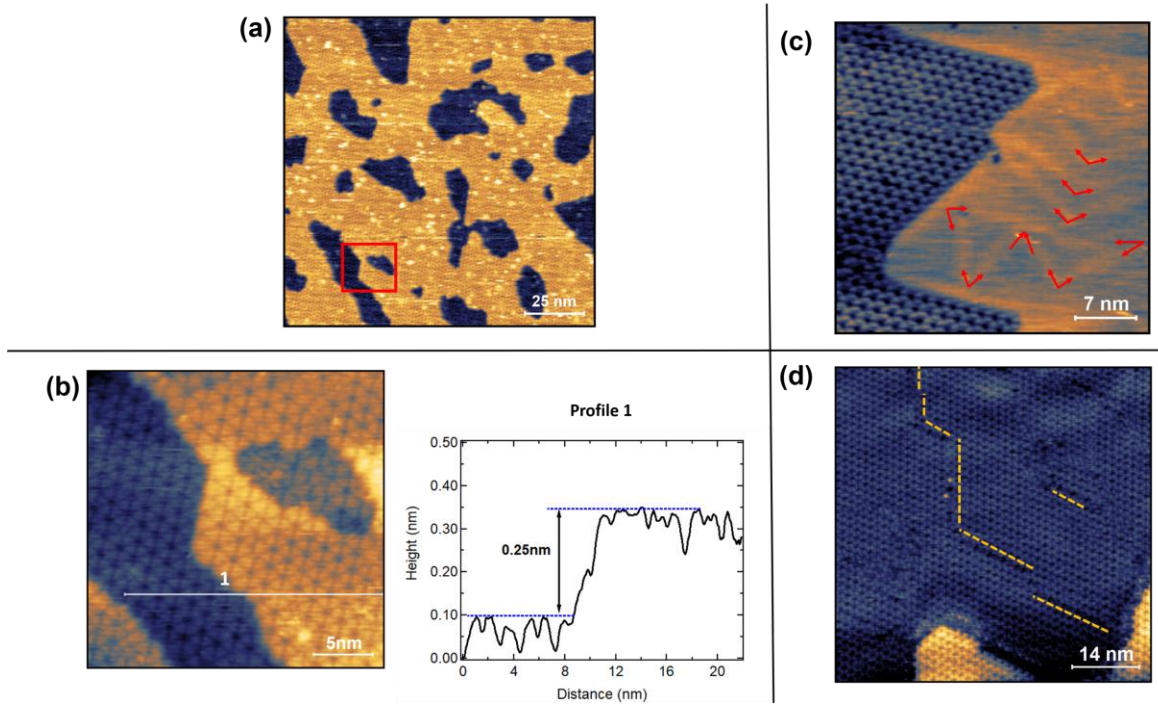 (a)
25 nm
(c)
7 nm
(b)
1
5nm
Profile 1
0.50
0.40
0.30
0.20
0.10
0.00
Height (nm)
0.25nm
0 4 8 12 16 20
Distance (nm)
(d)
14 nm